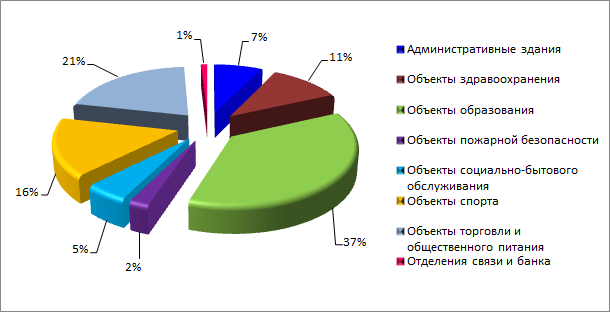 1%
7%
11%
21%
16%
5%
2%
37%
Административные здания
Объекты здравоохранения
Объекты образования
Объекты пожарной безопасности
Объекты социально-бытового
обслуживания
Объекты спорта
Объекты торговли и
общественного питания
Отделения связи и банка